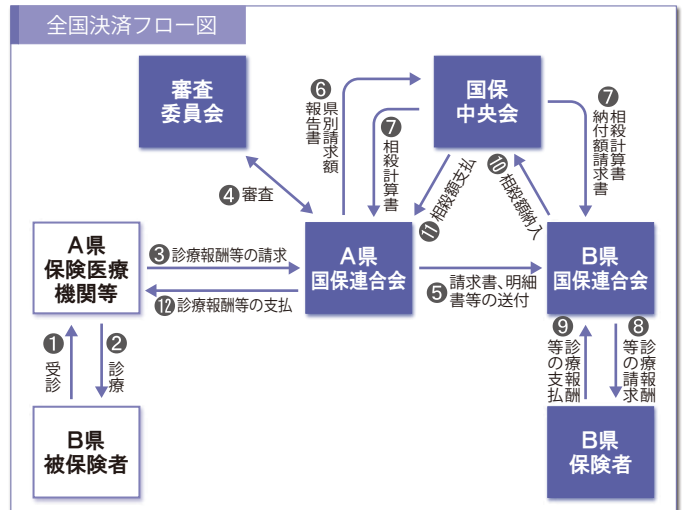 全国決済フロー図
審査
委員会
国保
中央会
❻
県別請求額
報告書
❼
相殺計算書
❼
相殺計算書
納付額請求書
❹審査
⓫相殺額支払
❿相殺額納入
A県
保険医療
機関等
❸診療報酬等の請求
⓬診療報酬等の支払
A県
国保連合会
❺請求書、明細
書等の送付
B県
国保連合会
❶
受診
❷
診療
❾
診療報酬
等の支払
❽
診療報酬
等の請求
B県
被保険者
B県
保険者